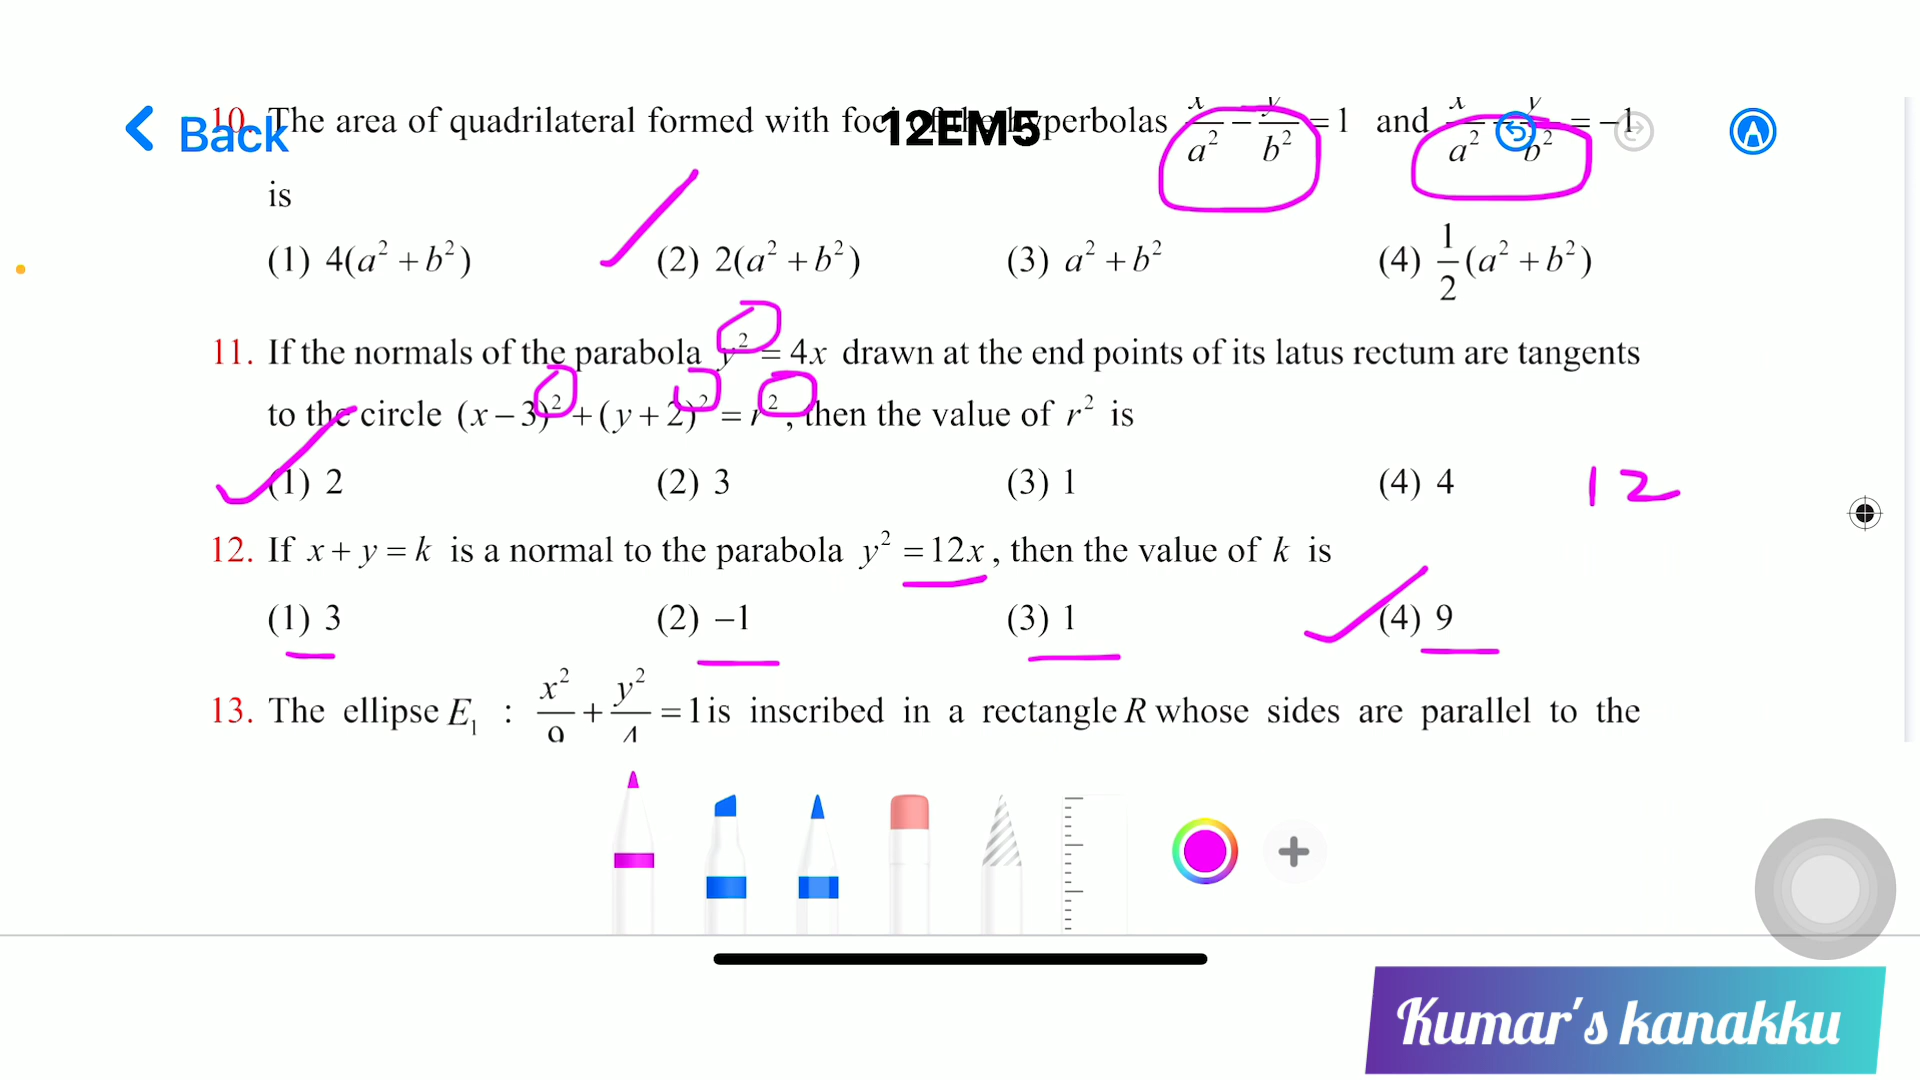 Back 12EM5
10. The area of quadrilateral formed with foci of the hyperbolas x/a² − y/b² = 1 and x/a² − y/b² = −1
is
(1) 4(a² + b²) (2) 2(a² + b²) (3) a² + b² (4) 1/2 (a² + b²)
11. If the normals of the parabola y² = 4x drawn at the end points of its latus rectum are tangents
to the circle (x − 3)² + (y + 2)² = r², then the value of r² is
(1) 2 (2) 3 (3) 1 (4) 4 12
12. If x + y = k is a normal to the parabola y² = 12x, then the value of k is
(1) 3 (2) −1 (3) 1 (4) 9
13. The ellipse E₁ : x²/9 + y²/4 = 1 is inscribed in a rectangle R whose sides are parallel to the
Kumar's kanakku